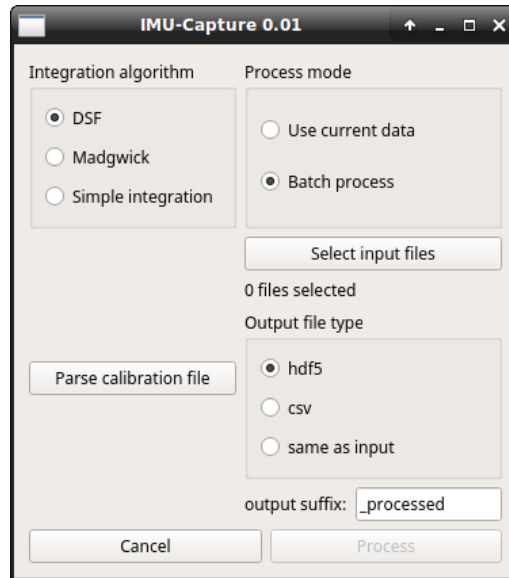 IMU-Capture 0.01
Integration algorithm
DSF
Madgwick
Simple integration
Process mode
Use current data
Batch process
Select input files
0 files selected
Output file type
hdf5
csv
same as input
Parse calibration file
output suffix: _processed
Cancel
Process